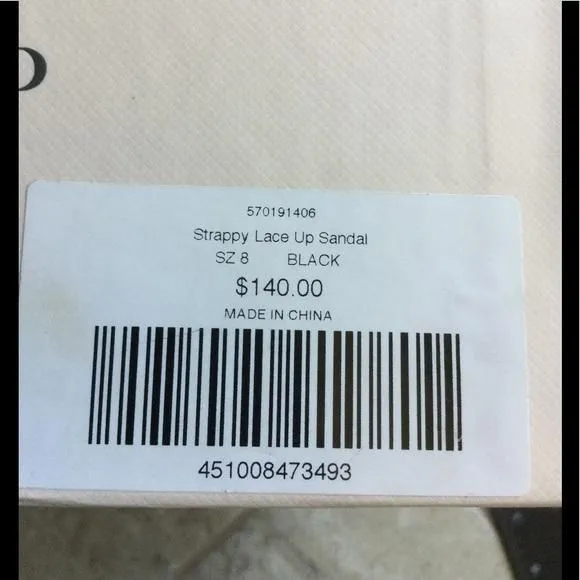 570191406
Strappy Lace Up Sandal
SZ 8 BLACK
$140.00
MADE IN CHINA
451008473493